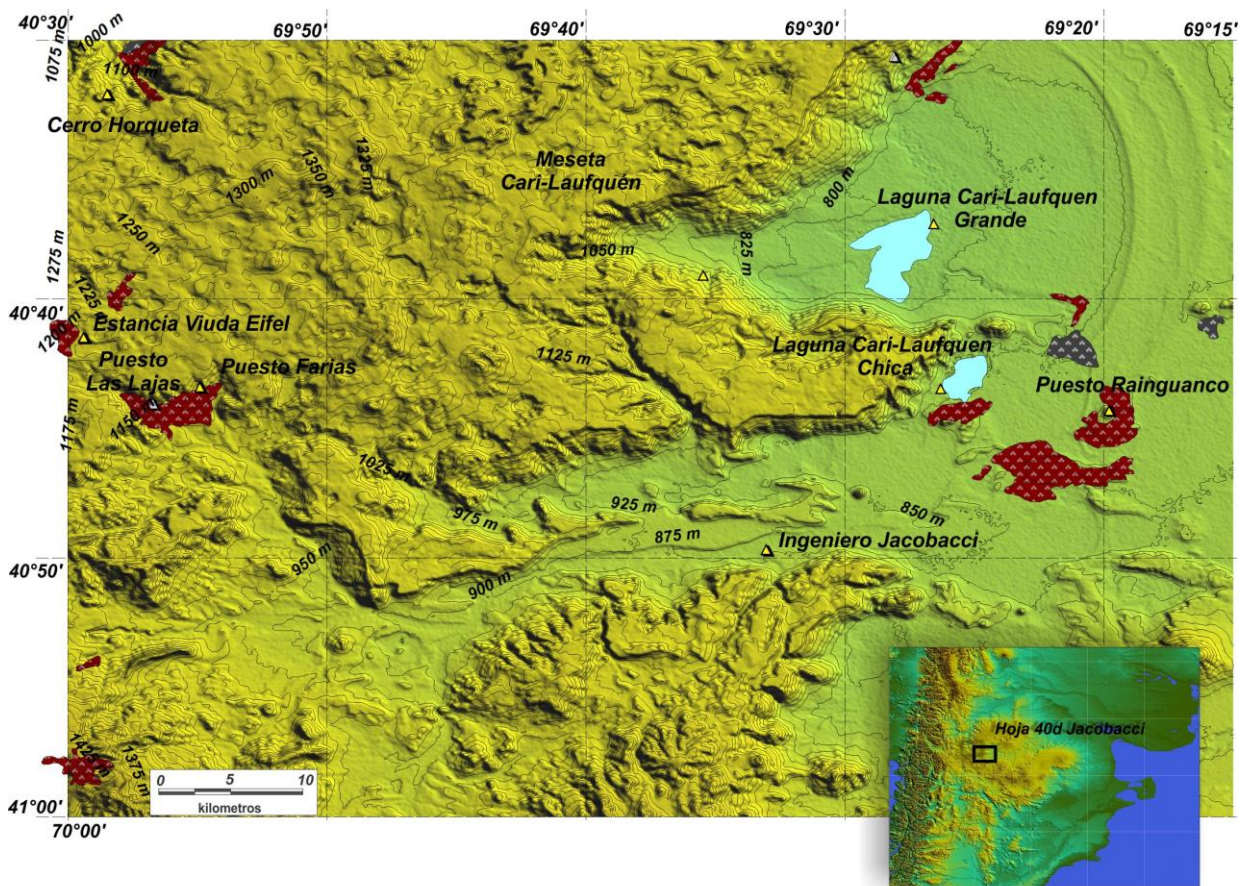 40°30'
69°50'
69°40'
69°30'
69°20'
69°15'
1075 m
1000 m
1100 m
Cerro Horqueta
1325 m
1350 m
1300 m
1250 m
Meseta
Cari-Laufquén
800 m
Laguna Cari-Laufquen
Grande
825 m
1050 m
1275 m
40°40'
1225 m
1200 m
Estancia Viuda Eifel
Puesto
Las Lajas
Puesto Farias
1150 m
1175 m
1125 m
Laguna Cari-Laufquen
Chica
Puesto Rainguanco
1025 m
975 m
925 m
875 m
850 m
Ingeniero Jacobacci
40°50'
950 m
900 m
1425 m
1375 m
0 5 10
kilometros
41°00'
70°00'
Hoja 40d Jacobacci